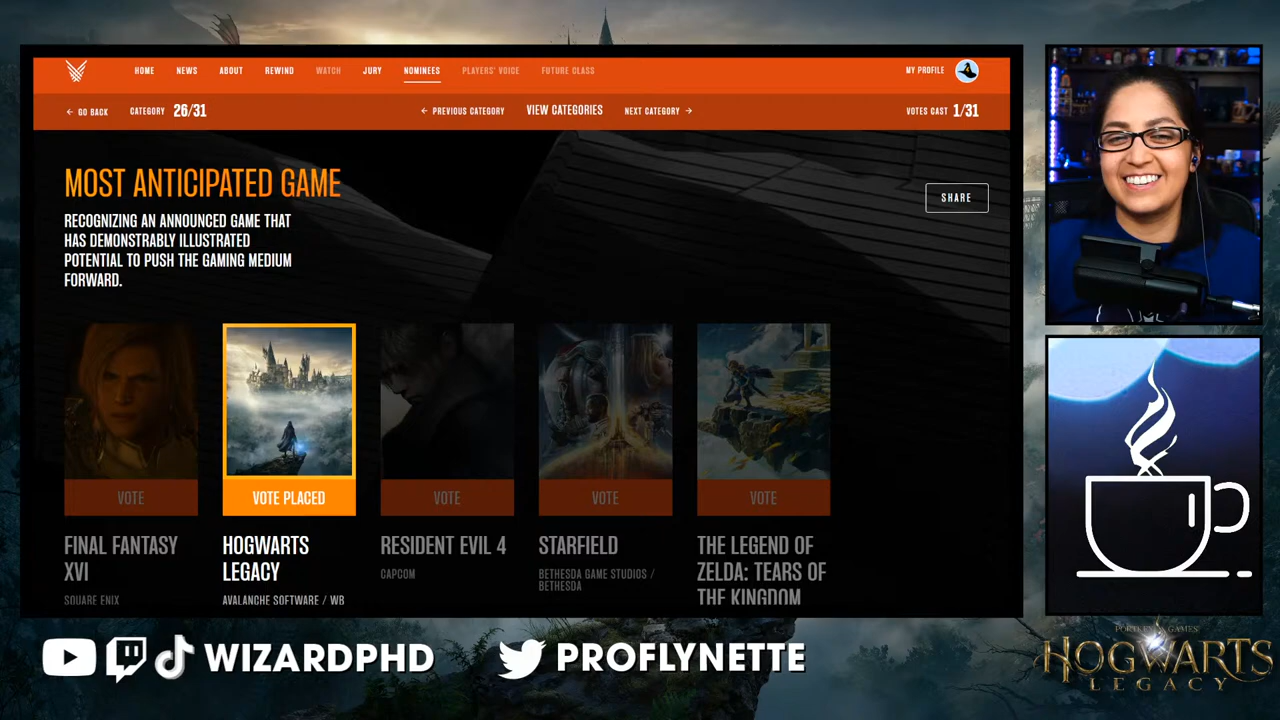 HOME NEWS ABOUT REWIND WATCH JURY NOMINEES PLAYERS' VOICE FUTURE CLASS MY PROFILE
← GO BACK CATEGORY 26/31 ← PREVIOUS CATEGORY VIEW CATEGORIES NEXT CATEGORY → VOTES CAST 1/31
MOST ANTICIPATED GAME
SHARE
RECOGNIZING AN ANNOUNCED GAME THAT
HAS DEMONSTRABLY ILLUSTRATED
POTENTIAL TO PUSH THE GAMING MEDIUM
FORWARD.
VOTE VOTE PLACED VOTE VOTE VOTE
FINAL FANTASY
XVI
SQUARE ENIX
HOGWARTS
LEGACY
AVALANCHE SOFTWARE / WB
RESIDENT EVIL 4
CAPCOM
STARFIELD
BETHESDA GAME STUDIOS /
BETHESDA
THE LEGEND OF
ZELDA: TEARS OF
THE KINGDOM
WIZARDPHD PROFLYNETTE
PORTKEY GAMES
HOGWARTS
LEGACY